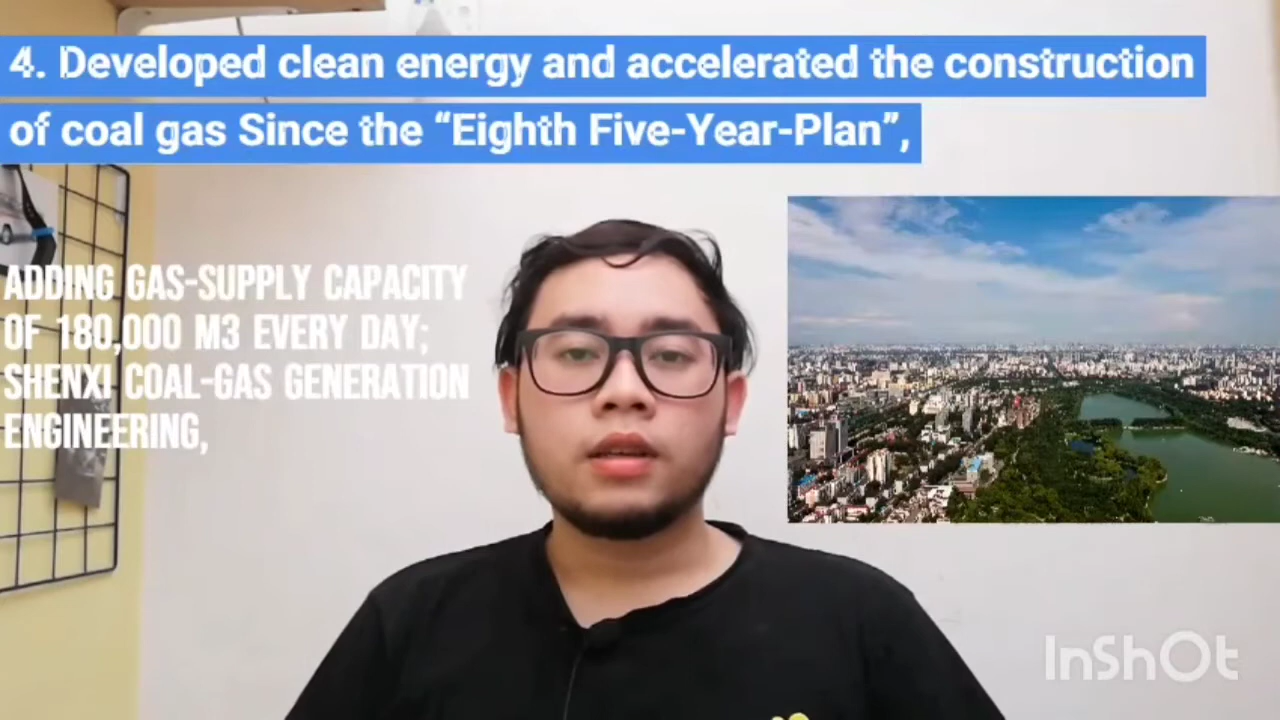 4. Developed clean energy and accelerated the construction
of coal gas Since the “Eighth Five-Year-Plan”,
ADDING GAS-SUPPLY CAPACITY
OF 180,000 M3 EVERY DAY;
SHENXI COAL-GAS GENERATION
ENGINEERING,
InShOt